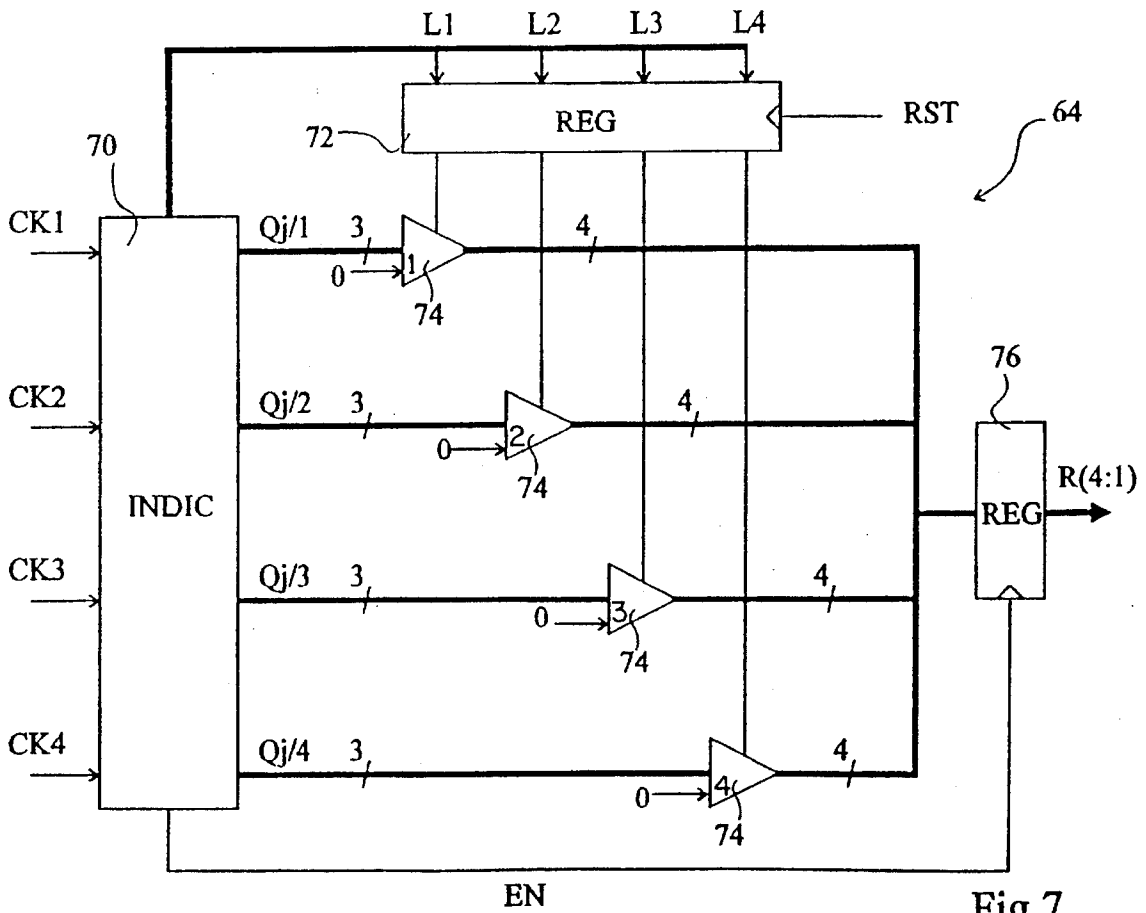 L1 L2 L3 L4
REG
RST
72
64
70
CK1
Qj/1 3 4
0 1
74
76
CK2
Qj/2 3 4
0 2
74
INDIC
REG
R(4:1)
CK3
Qj/3 3 4
0 3
74
CK4
Qj/4 3 4
0 4
74
EN
Fig 7